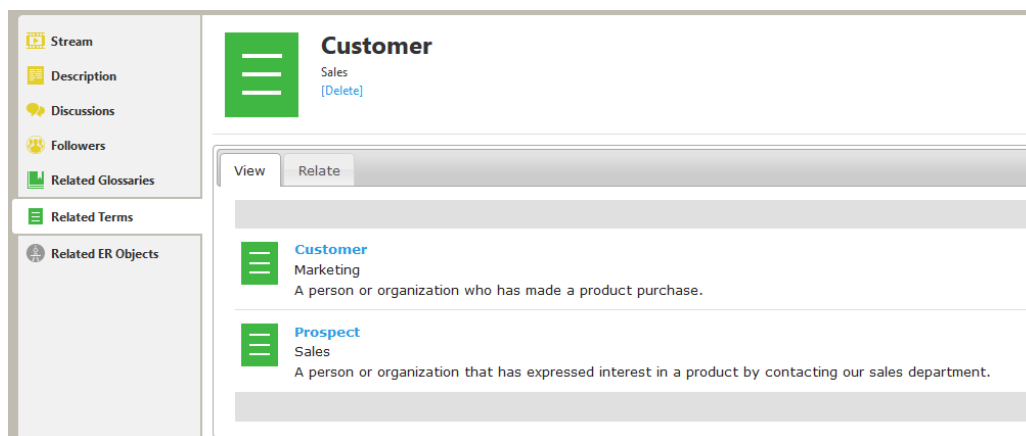 Stream
Description
Discussions
Followers
Related Glossaries
Related Terms
Related ER Objects
Customer
Sales
[Delete]
View
Relate
Customer
Marketing
A person or organization who has made a product purchase.
Prospect
Sales
A person or organization that has expressed interest in a product by contacting our sales department.